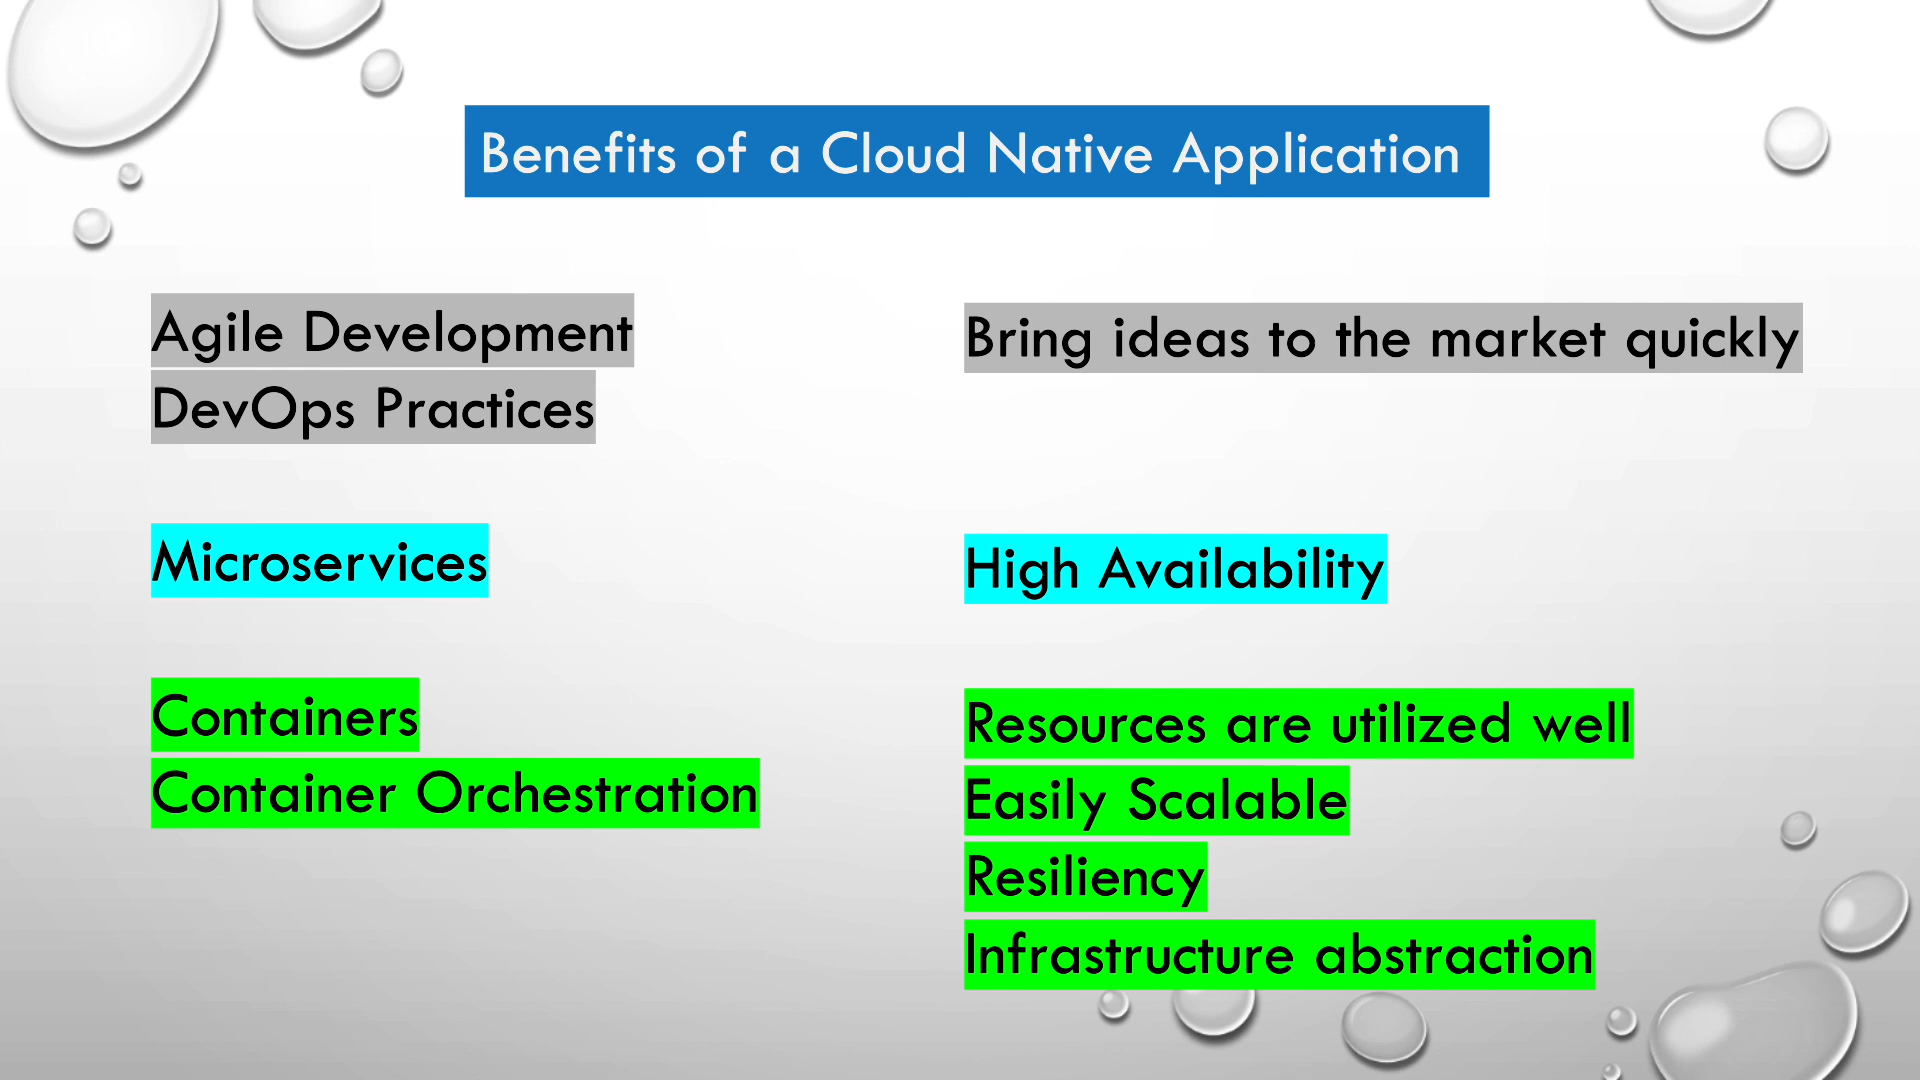 Benefits of a Cloud Native Application
Agile Development
DevOps Practices
Bring ideas to the market quickly
Microservices
High Availability
Containers
Container Orchestration
Resources are utilized well
Easily Scalable
Resiliency
Infrastructure abstraction